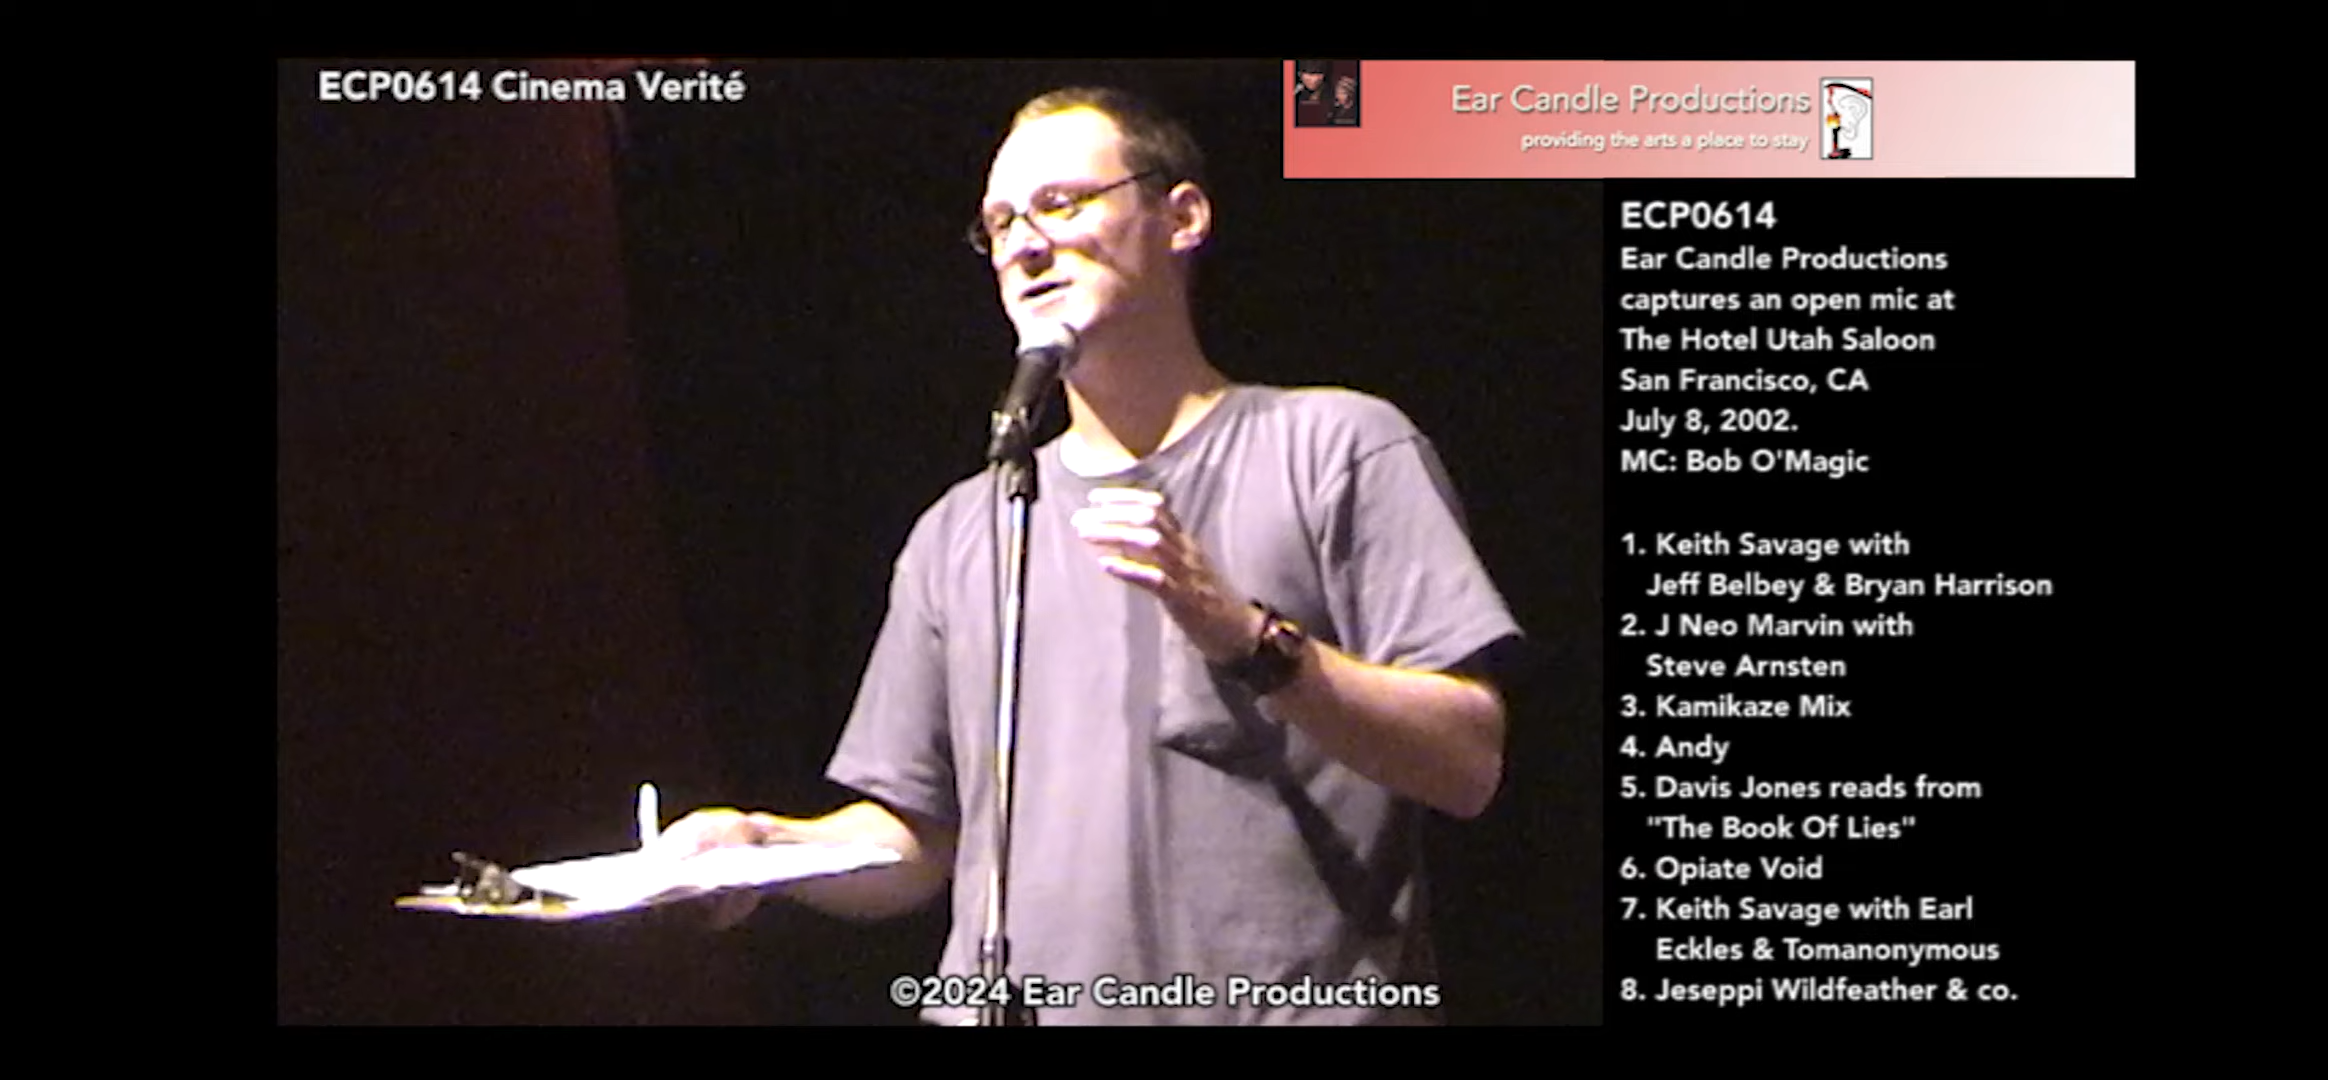 ECP0614 Cinema Verité
Ear Candle Productions
providing the arts a place to stay
ECP0614
Ear Candle Productions
captures an open mic at
The Hotel Utah Saloon
San Francisco, CA
July 8, 2002.
MC: Bob O'Magic
1. Keith Savage with
Jeff Belbey & Bryan Harrison
2. J Neo Marvin with
Steve Arnsten
3. Kamikaze Mix
4. Andy
5. Davis Jones reads from
"The Book Of Lies"
6. Opiate Void
7. Keith Savage with Earl
Eckles & Tomanonymous
8. Jeseppi Wildfeather & co.
©2024 Ear Candle Productions